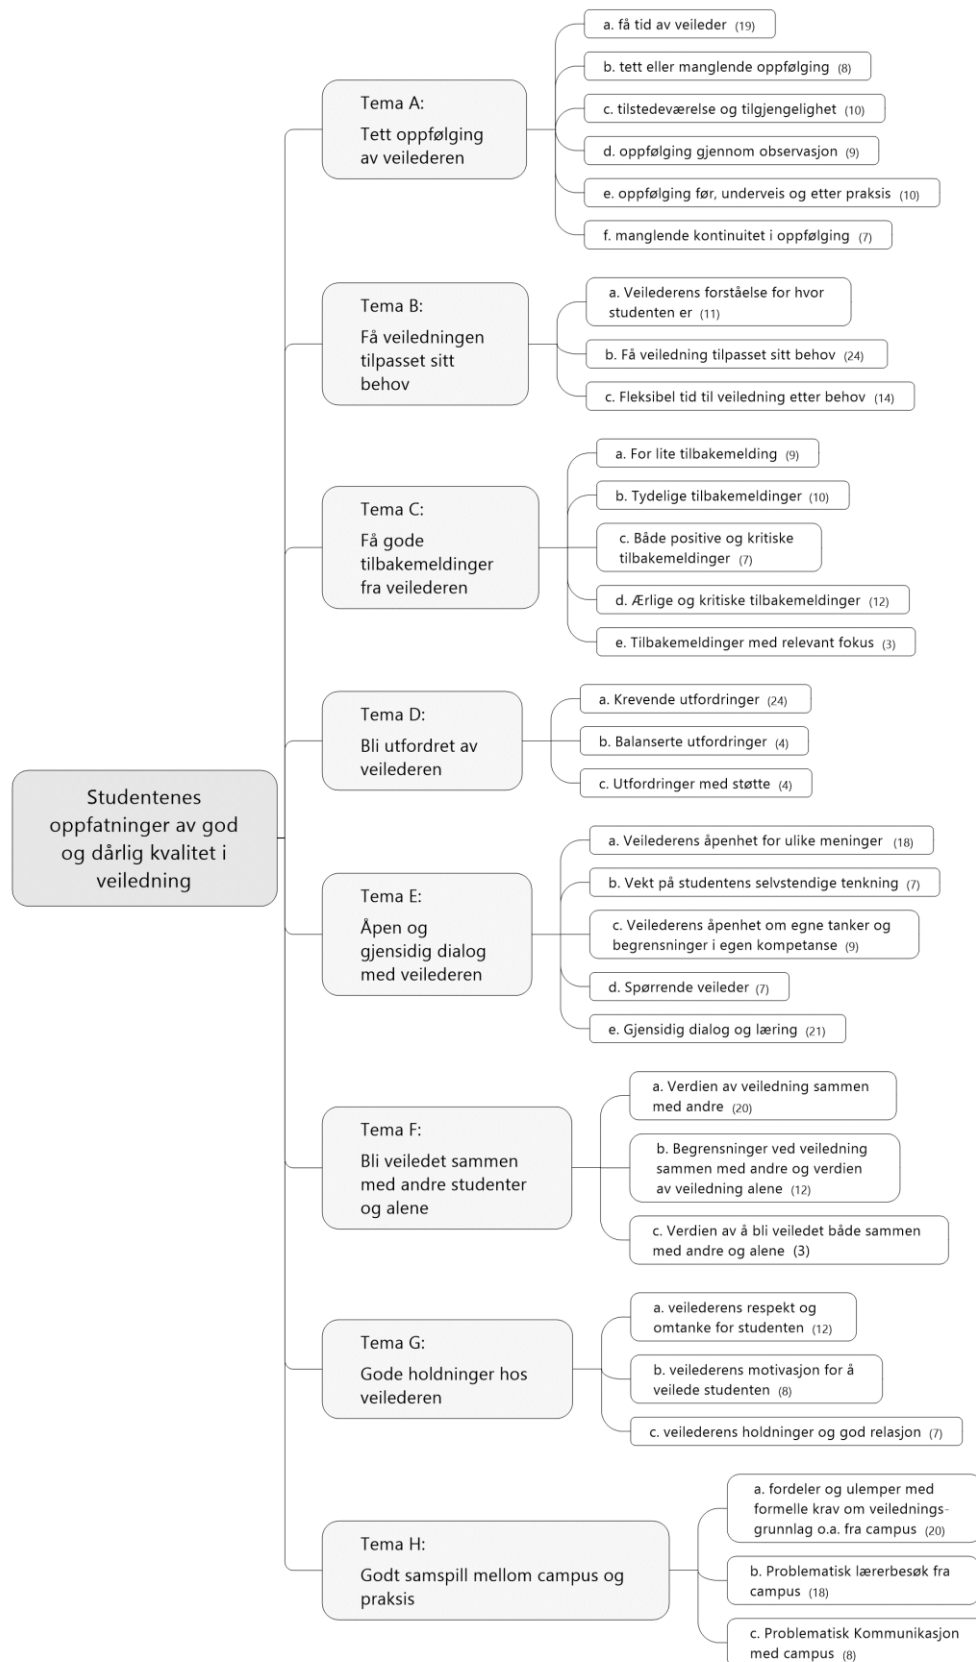 Studentenes
oppfatninger av god
og dårlig kvalitet i
veiledning
Tema A:
Tett oppfølging
av veilederen
a. få tid av veileder (19)
b. tett eller manglende oppfølging (8)
c. tilstedeværelse og tilgjengelighet (10)
d. oppfølging gjennom observasjon (9)
e. oppfølging før, underveis og etter praksis (10)
f. manglende kontinuitet i oppfølging (7)
Tema B:
Få veiledningen
tilpasset sitt
behov
a. Veilederens forståelse for hvor
studenten er (11)
b. Få veiledning tilpasset sitt behov (24)
c. Fleksibel tid til veiledning etter behov (14)
Tema C:
Få gode
tilbakemeldinger
fra veilederen
a. For lite tilbakemelding (9)
b. Tydelige tilbakemeldinger (10)
c. Både positive og kritiske
tilbakemeldinger (7)
d. Ærlige og kritiske tilbakemeldinger (12)
e. Tilbakemeldinger med relevant fokus (3)
Tema D:
Bli utfordret av
veilederen
a. Krevende utfordringer (24)
b. Balanserte utfordringer (4)
c. Utfordringer med støtte (4)
Tema E:
Åpen og
gjensidig dialog
med veilederen
a. Veilederens åpenhet for ulike meninger (18)
b. Vekt på studentens selvstendige tenkning (7)
c. Veilederens åpenhet om egne tanker og
begrensninger i egen kompetanse (9)
d. Spørrende veileder (7)
e. Gjensidig dialog og læring (21)
Tema F:
Bli veiledet sammen
med andre studenter
og alene
a. Verdien av veiledning sammen
med andre (20)
b. Begrensninger ved veiledning
sammen med andre og verdien
av veiledning alene (12)
c. Verdien av å bli veiledet både sammen
med andre og alene (3)
Tema G:
Gode holdninger hos
veilederen
a. veilederens respekt og
omtanke for studenten (12)
b. veilederens motivasjon for å
veilede studenten (8)
c. veilederens holdninger og god relasjon (7)
Tema H:
Godt samspill mellom campus og
praksis
a. fordeler og ulemper med
formelle krav om veilednings-
grunnlag o.a. fra campus (20)
b. Problematisk lærerbesøk fra
campus (18)
c. Problematisk Kommunikasjon
med campus (8)